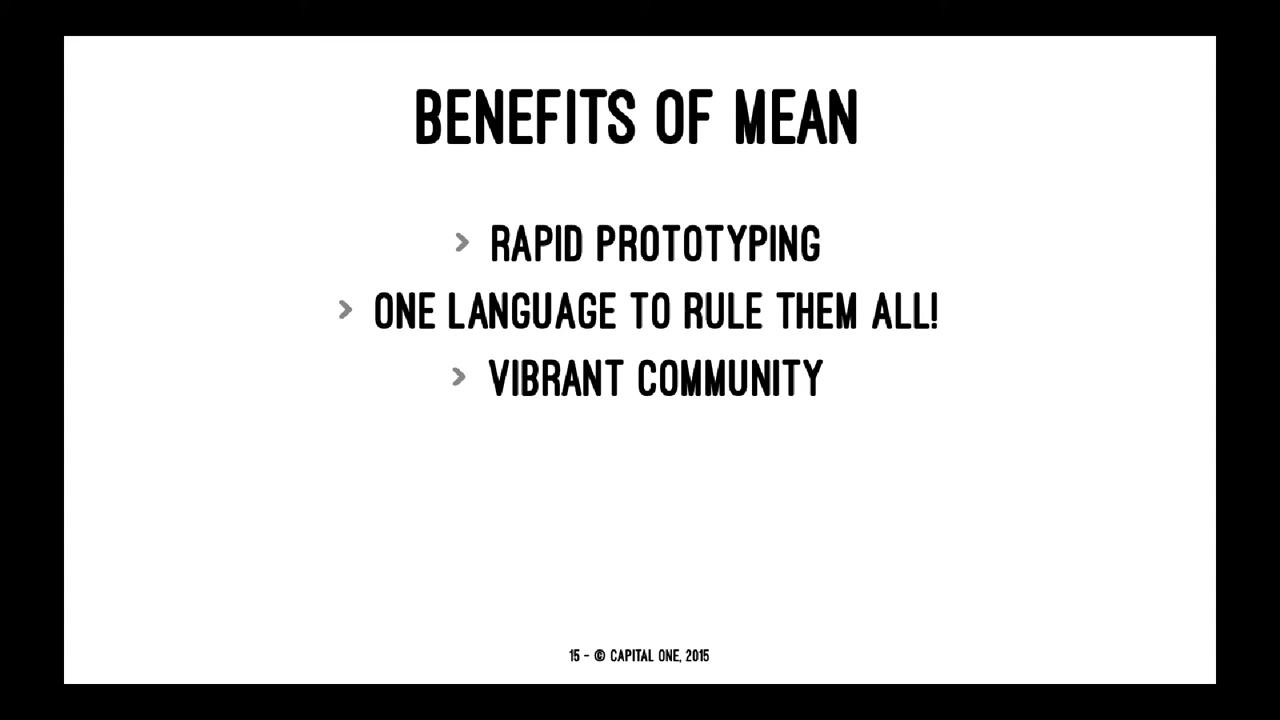 BENEFITS OF MEAN
> RAPID PROTOTYPING
> ONE LANGUAGE TO RULE THEM ALL!
> VIBRANT COMMUNITY
15 - © CAPITAL ONE, 2015